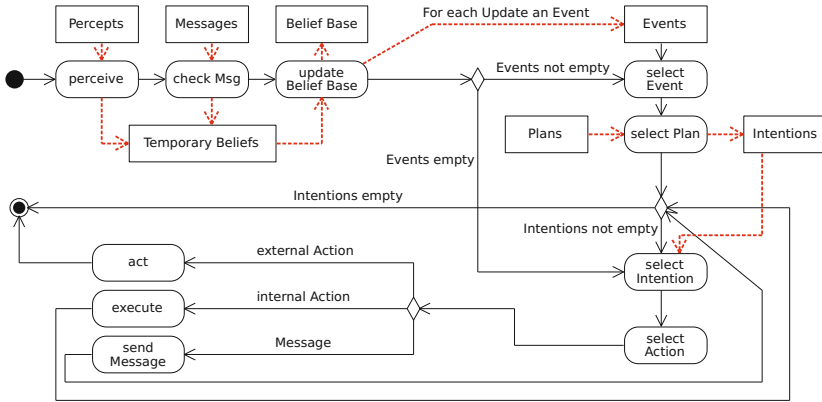 For each Update an Event
Percepts
Messages
Belief Base
Events
perceive
check Msg
update
Belief Base
Events not empty
select
Event
Temporary Beliefs
Plans
select Plan
Intentions
Events empty
Intentions empty
Intentions not empty
external Action
act
select
Intention
internal Action
execute
Message
send
Message
select
Action